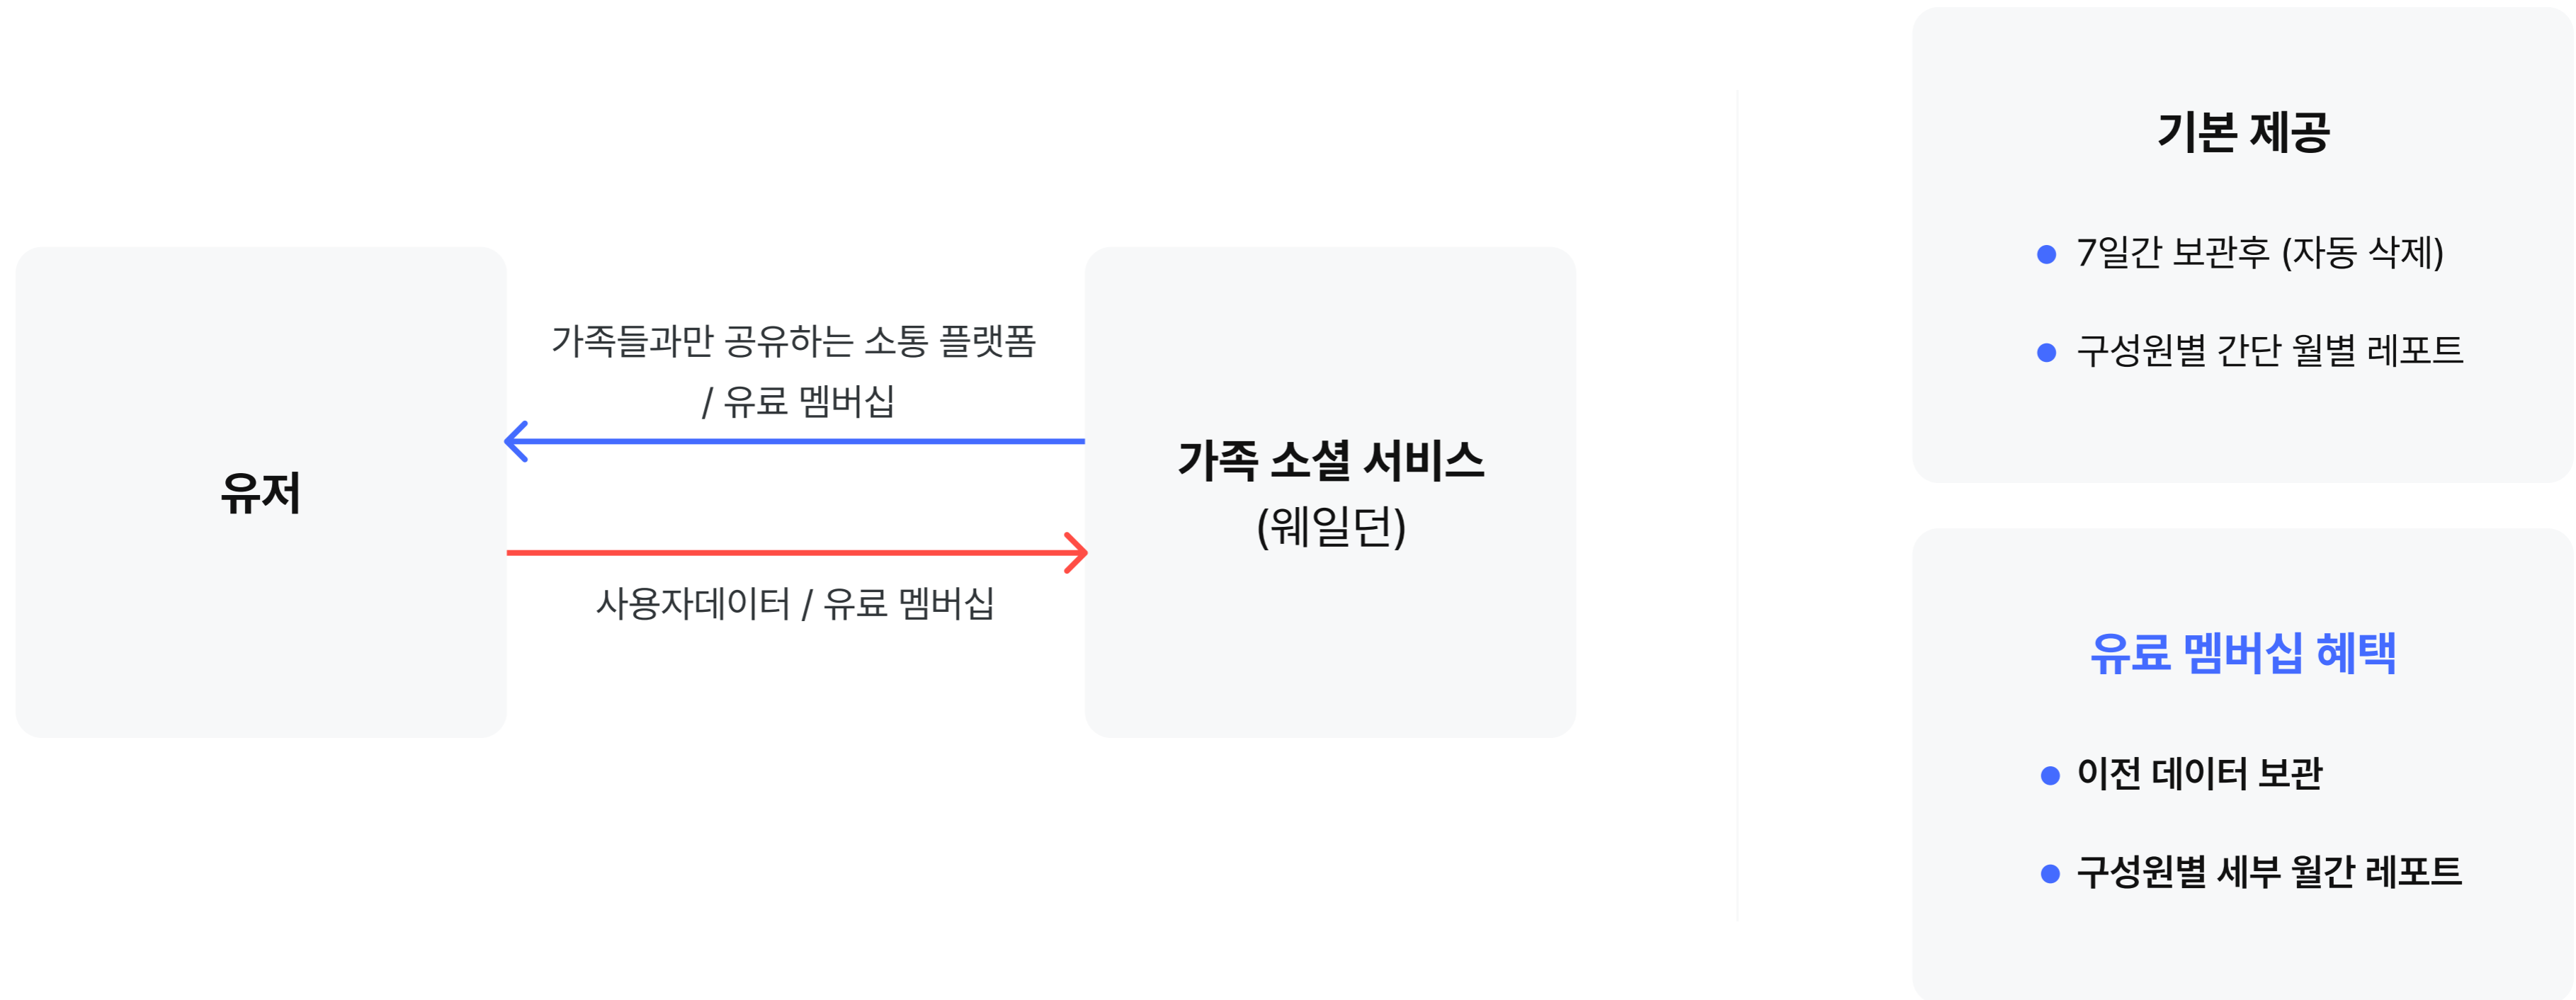 유저
가족들과만 공유하는 소통 플랫폼
/ 유료 멤버십
사용자데이터 / 유료 멤버십
가족 소셜 서비스
(웨일던)
기본 제공
7일간 보관후 (자동 삭제)
구성원별 간단 월별 레포트
유료 멤버십 혜택
이전 데이터 보관
구성원별 세부 월간 레포트